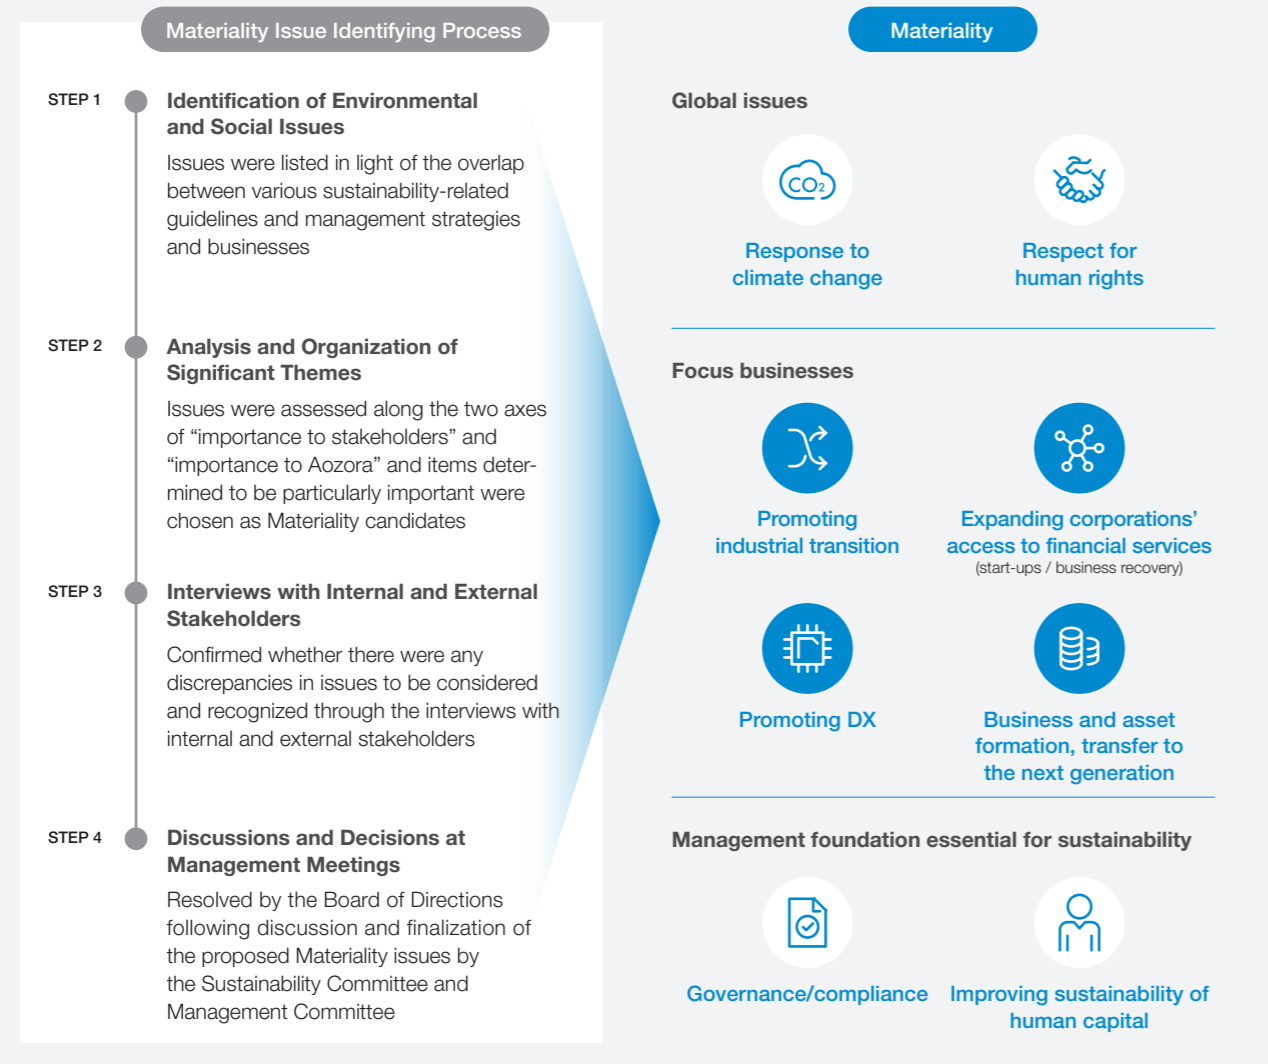 Materiality Issue Identifying Process
STEP 1
Identification of Environmental
and Social Issues
Issues were listed in light of the overlap
between various sustainability-related
guidelines and management strategies
and businesses
STEP 2
Analysis and Organization of
Significant Themes
Issues were assessed along the two axes
of “importance to stakeholders” and
“importance to Aozora” and items deter-
mined to be particularly important were
chosen as Materiality candidates
STEP 3
Interviews with Internal and External
Stakeholders
Confirmed whether there were any
discrepancies in issues to be considered
and recognized through the interviews with
internal and external stakeholders
STEP 4
Discussions and Decisions at
Management Meetings
Resolved by the Board of Directions
following discussion and finalization of
the proposed Materiality issues by
the Sustainability Committee and
Management Committee
Materiality
Global issues
CO₂
Response to
climate change
Respect for
human rights
Focus businesses
Promoting
industrial transition
Expanding corporations’
access to financial services
(start-ups / business recovery)
Promoting DX
Business and asset
formation, transfer to
the next generation
Management foundation essential for sustainability
Governance/compliance
Improving sustainability of
human capital